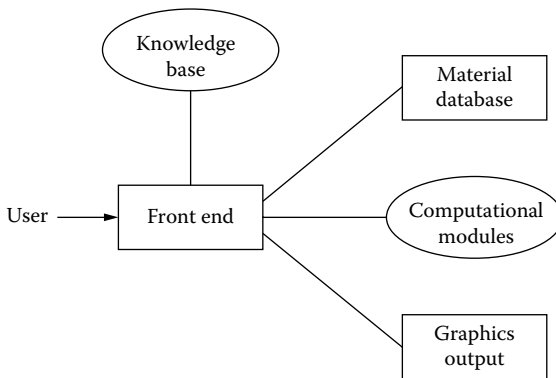 Knowledge
base
Material
database
User
Front end
Computational
modules
Graphics
output